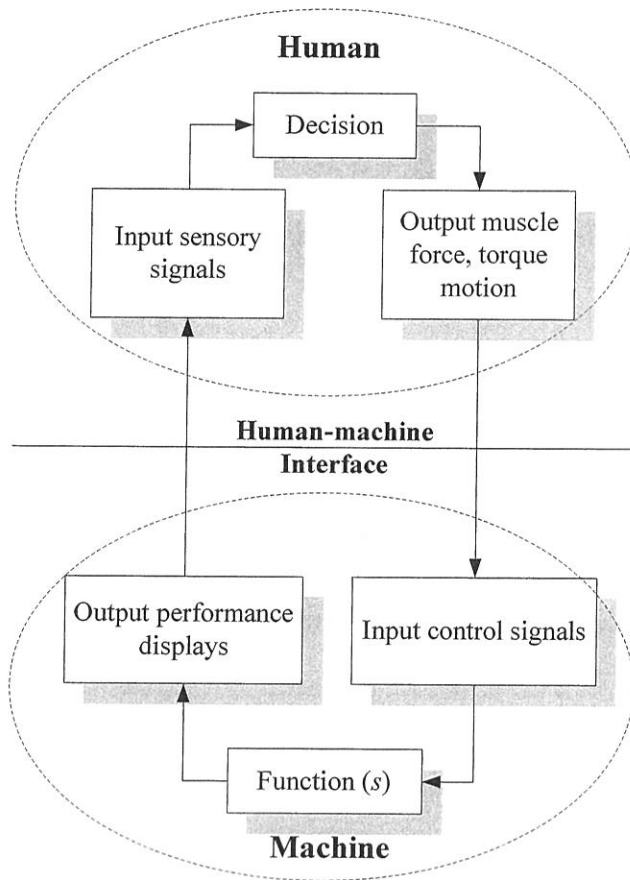 Human
Decision
Input sensory
signals
Output muscle
force, torque
motion
Human-machine
Interface
Output performance
displays
Input control signals
Function (s)
Machine